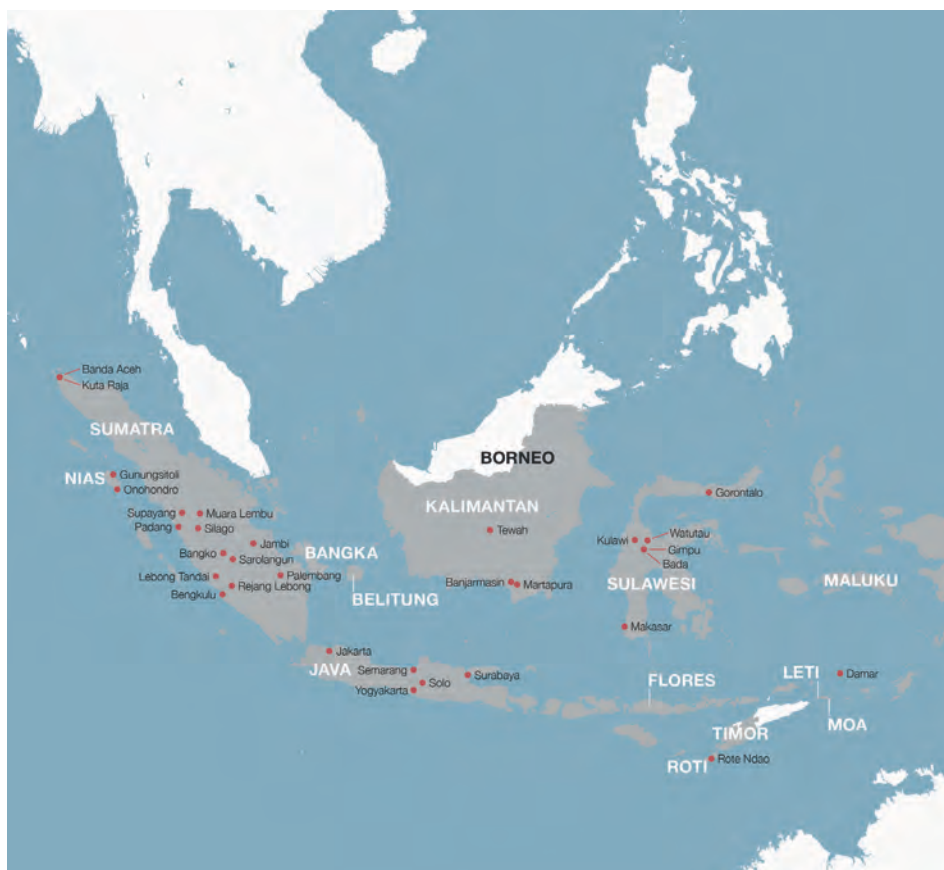 Banda Aceh
Kuta Raja
SUMATRA
BORNEO
NIAS
Gunungsitoli
Onohondro
KALIMANTAN
Gorontalo
Supayang
Muara Lembu
Padang
Silago
Tewah
Kulawi
Watutau
Gimpu
Bada
Jambi
Bangko
Sarolangun
BANGKA
Lebong Tandai
Palembang
Rejang Lebong
Bengkulu
BELITUNG
Banjarmasin
Martapura
SULAWESI
MALUKU
Makasar
Jakarta
JAVA
Semarang
Solo
Surabaya
Yogyakarta
FLORES
LETI
Damar
MOA
TIMOR
ROTI
Rote Ndao